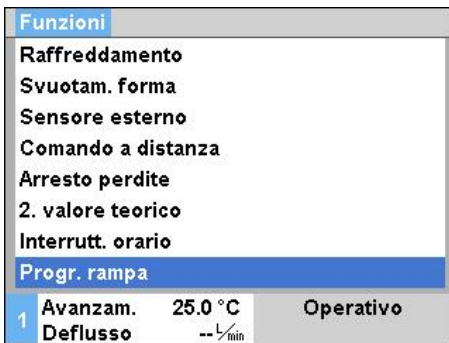 Funzioni
Raffreddamento
Svuotam. forma
Sensore esterno
Comando a distanza
Arresto perdite
2. valore teorico
Interrutt. orario
Progr. rampa
1 Avanzam. 25.0 °C Operativo
Deflusso -- L/min